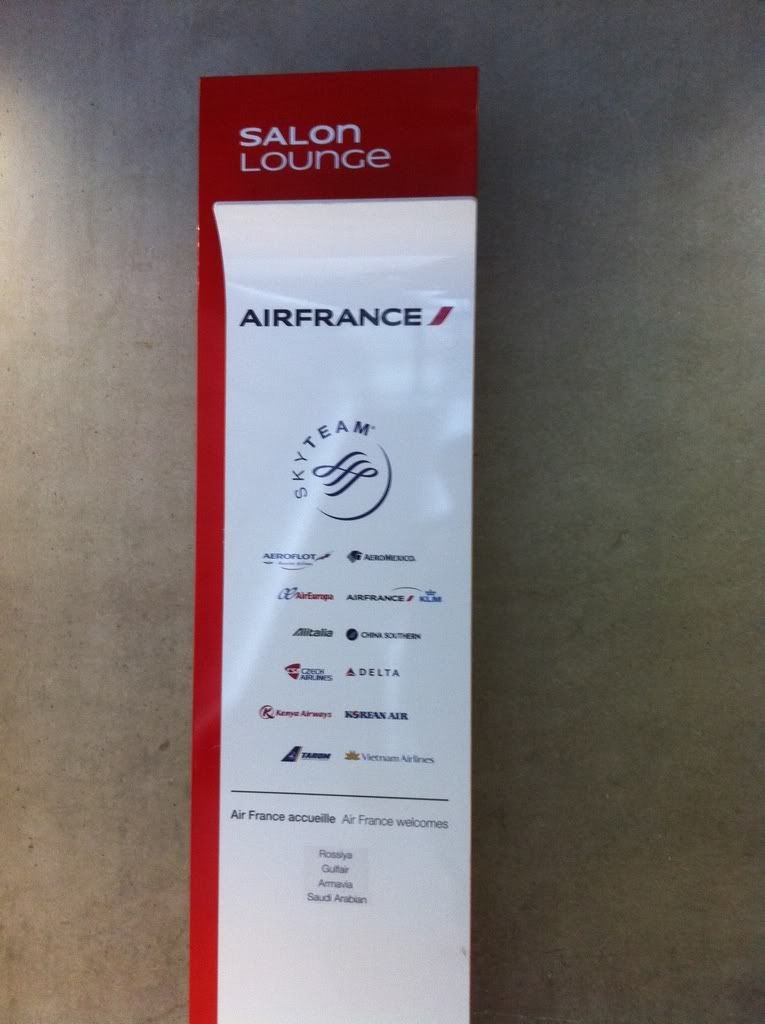 SALON
LOUNGE
AIRFRANCE
SKYTEAM
AEROFLOT AEROMEXICO
AirEuropa AIRFRANCE KLM
Alitalia CHINA SOUTHERN
CZECH AIRLINES DELTA
Kenya Airways KOREAN AIR
TAROM Vietnam Airlines
Air France accueille Air France welcomes
Rossiya
Gulfair
Armavia
Saudi Arabian